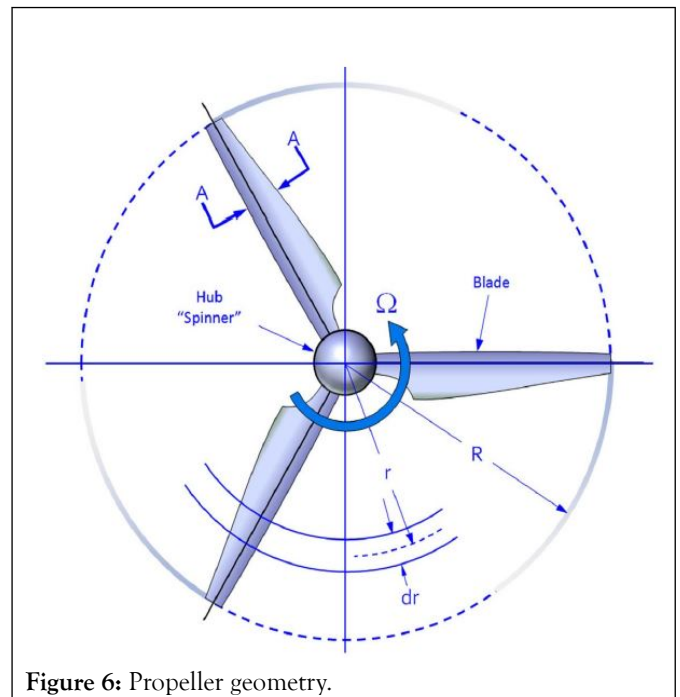 A
A
Hub
"Spinner"
Ω
Blade
R
r
dr
Figure 6: Propeller geometry.